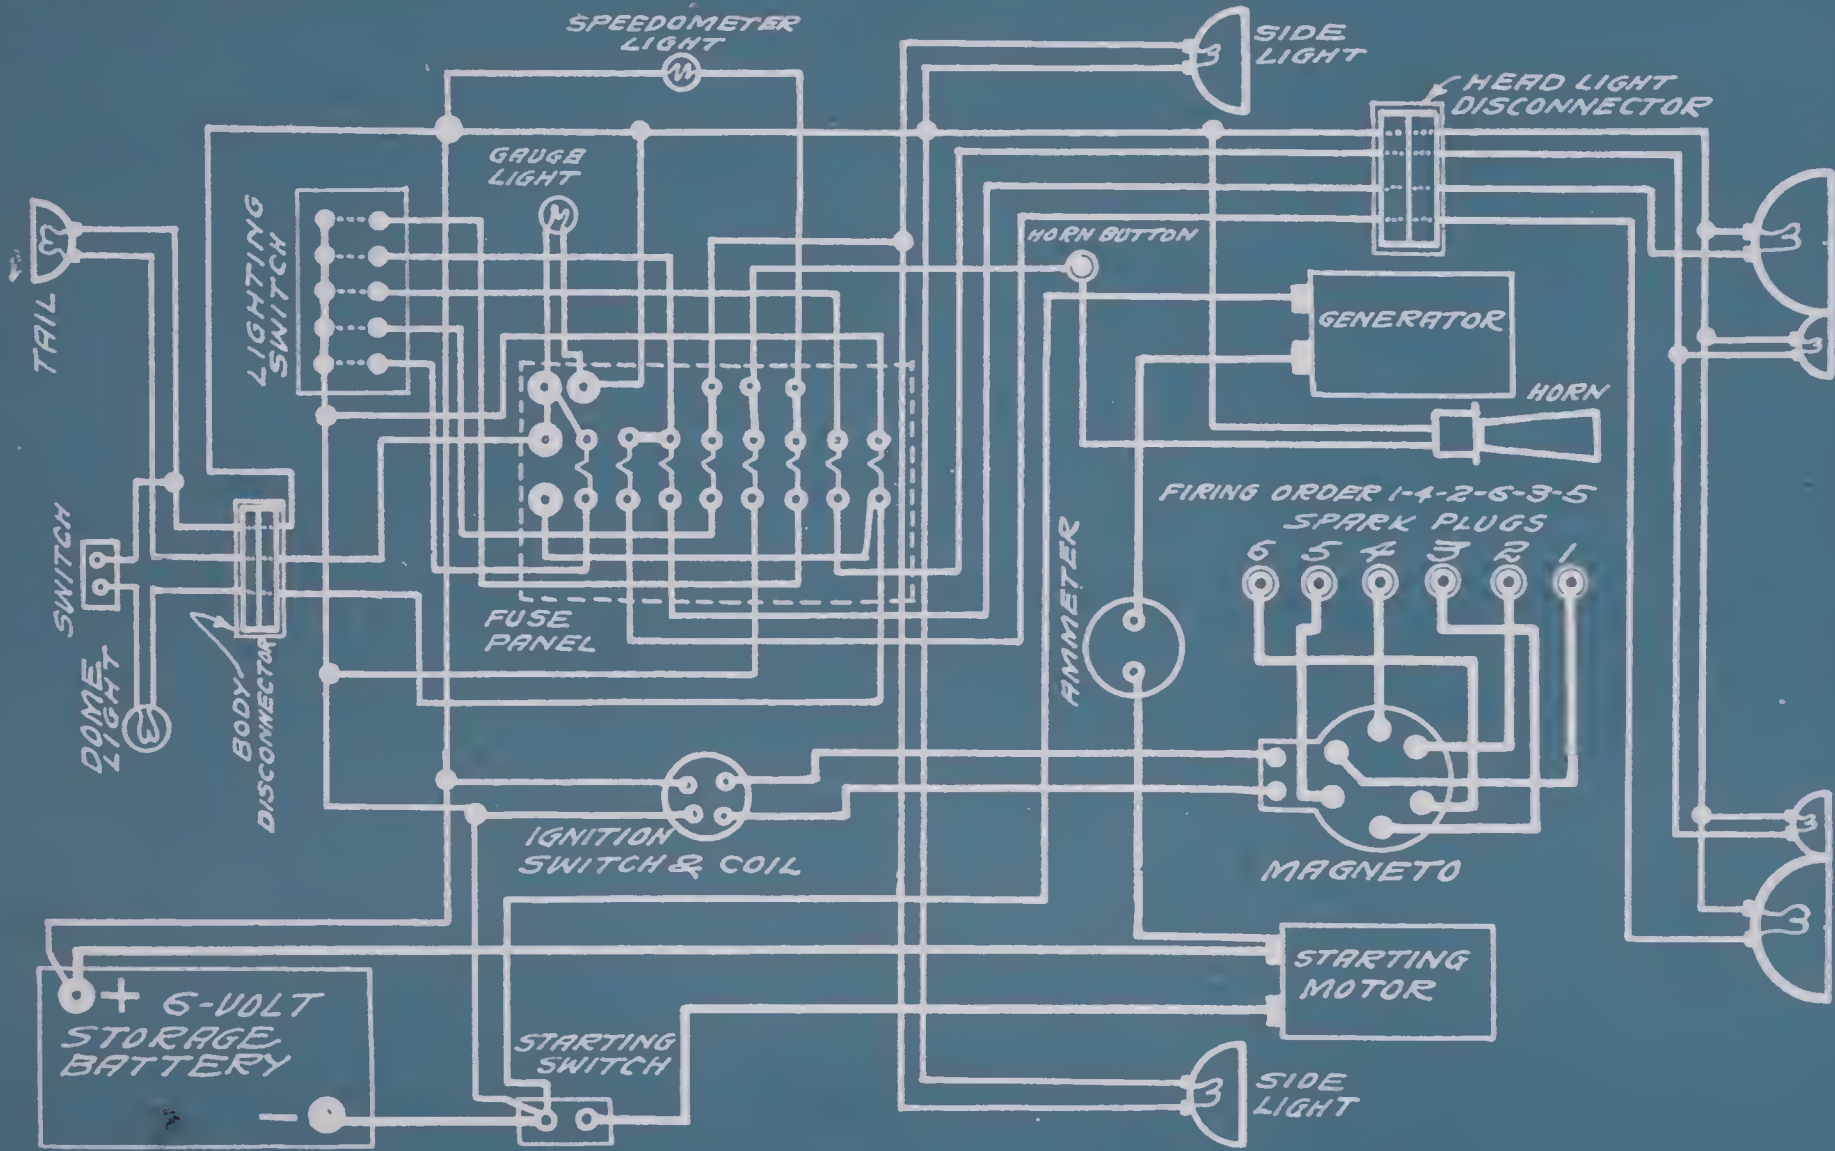 SPEEDOMETER
LIGHT
SIDE
LIGHT
HEAD LIGHT
DISCONNECTOR
GAUGE
LIGHT
LIGHTING
SWITCH
TAIL
HORN BUTTON
GENERATOR
HORN
FIRING ORDER 1-4-2-6-3-5
SPARK PLUGS
6 5 4 3 2 1
SWITCH
FUSE
PANEL
AMMETER
DOME
LIGHT
BODY
DISCONNECTOR
IGNITION
SWITCH & COIL
MAGNETO
+ 6-VOLT
STORAGE
BATTERY
-
STARTING
MOTOR
STARTING
SWITCH
SIDE
LIGHT